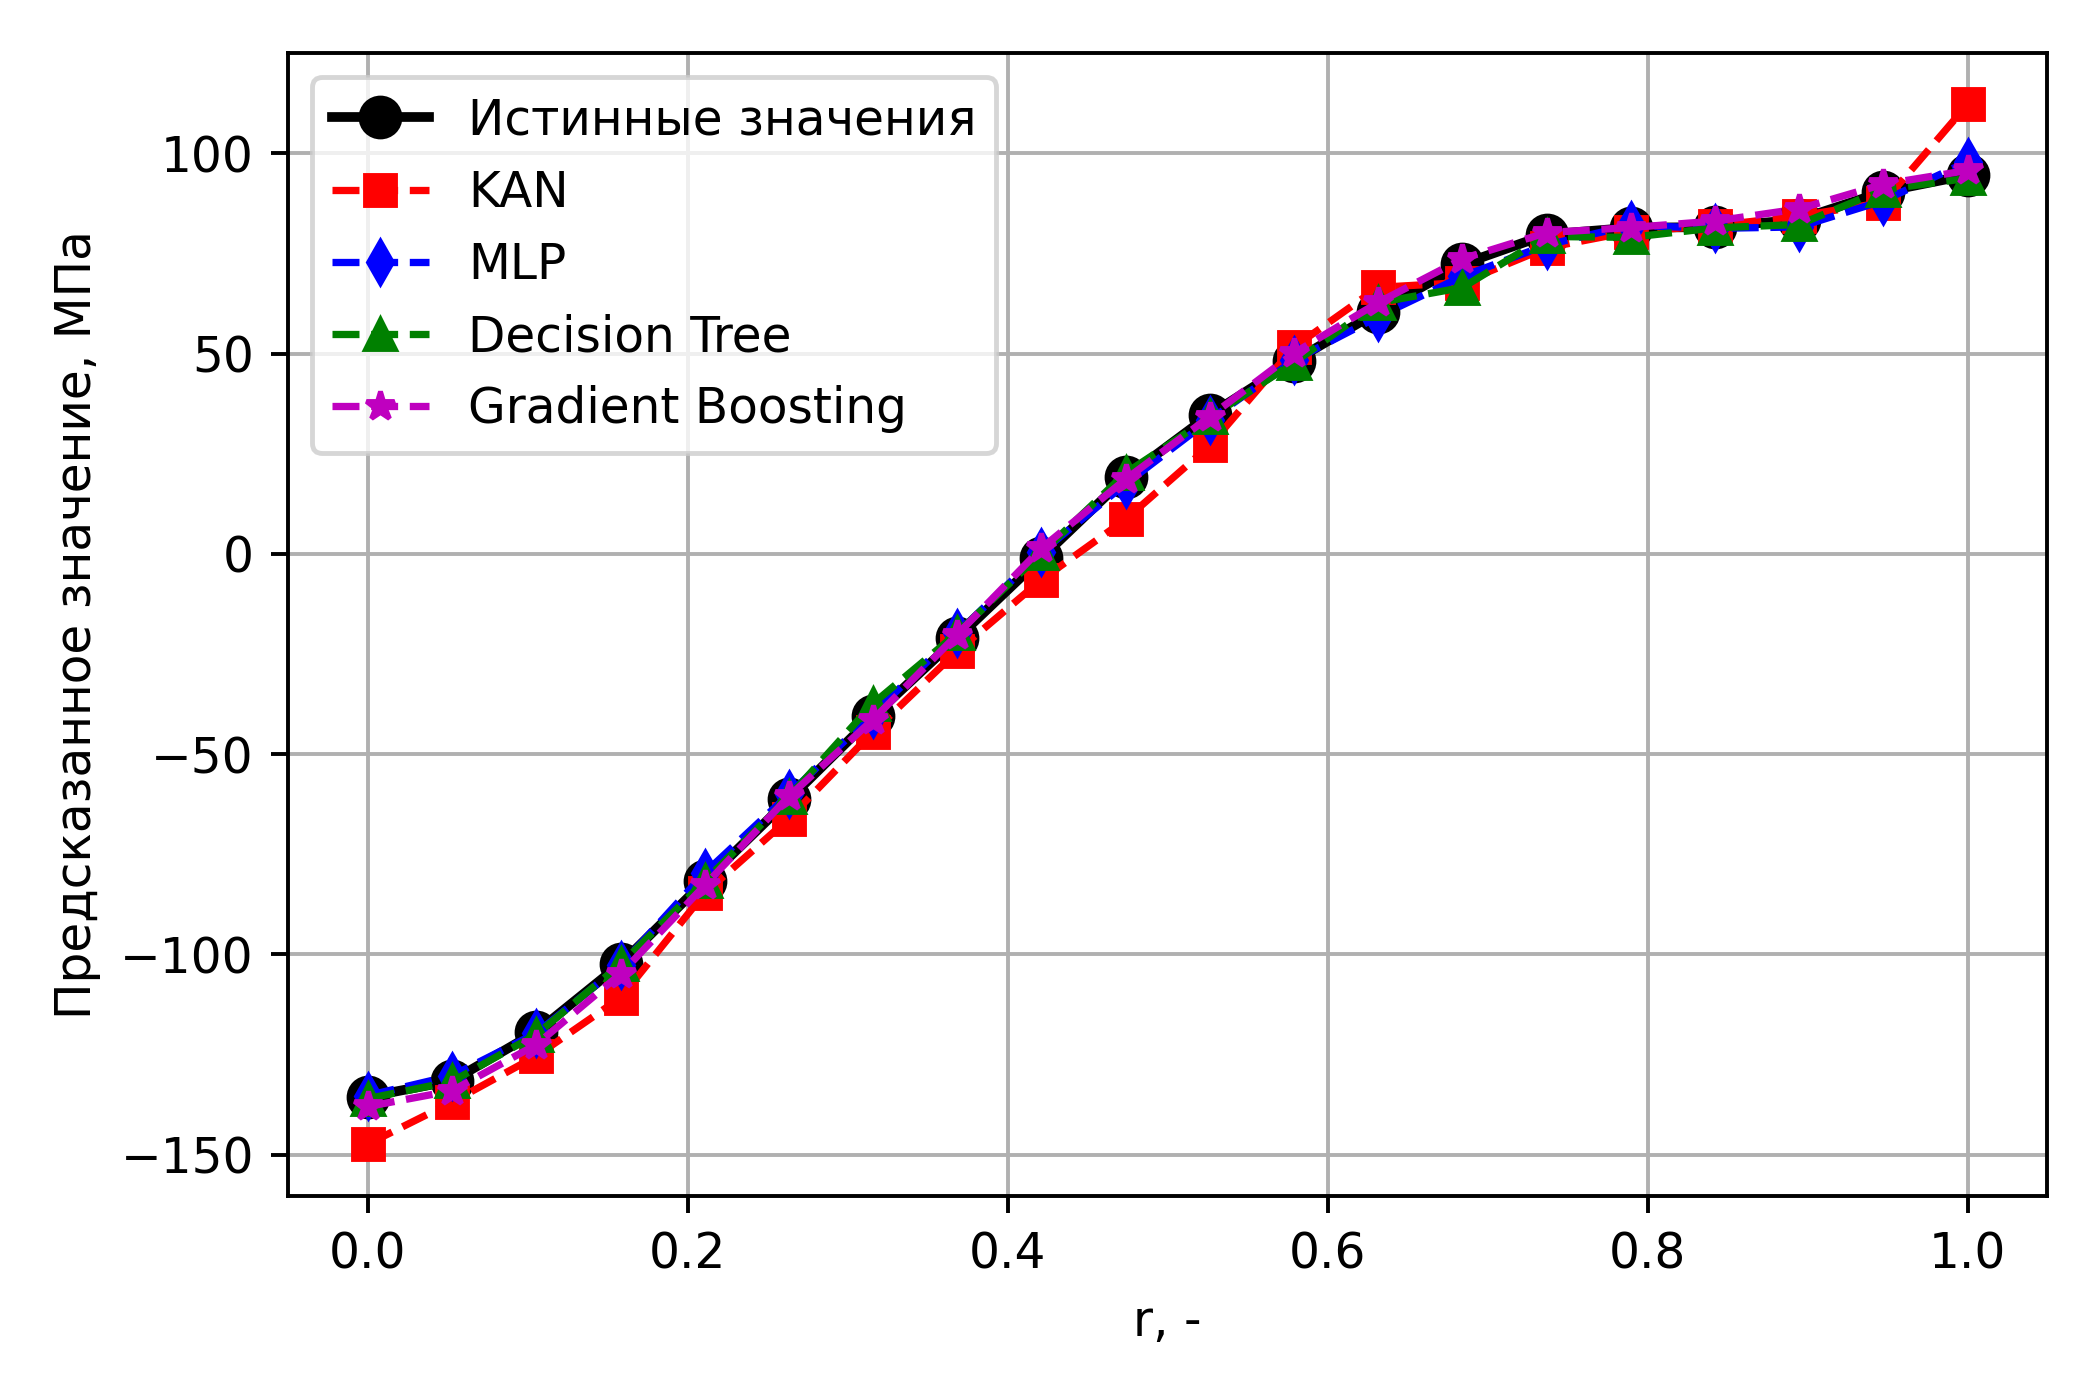 Истинные значения
KAN
MLP
Decision Tree
Gradient Boosting
Предсказанное значение, МПа
100
50
0
−50
−100
−150
0.0 0.2 0.4 0.6 0.8 1.0
r, -